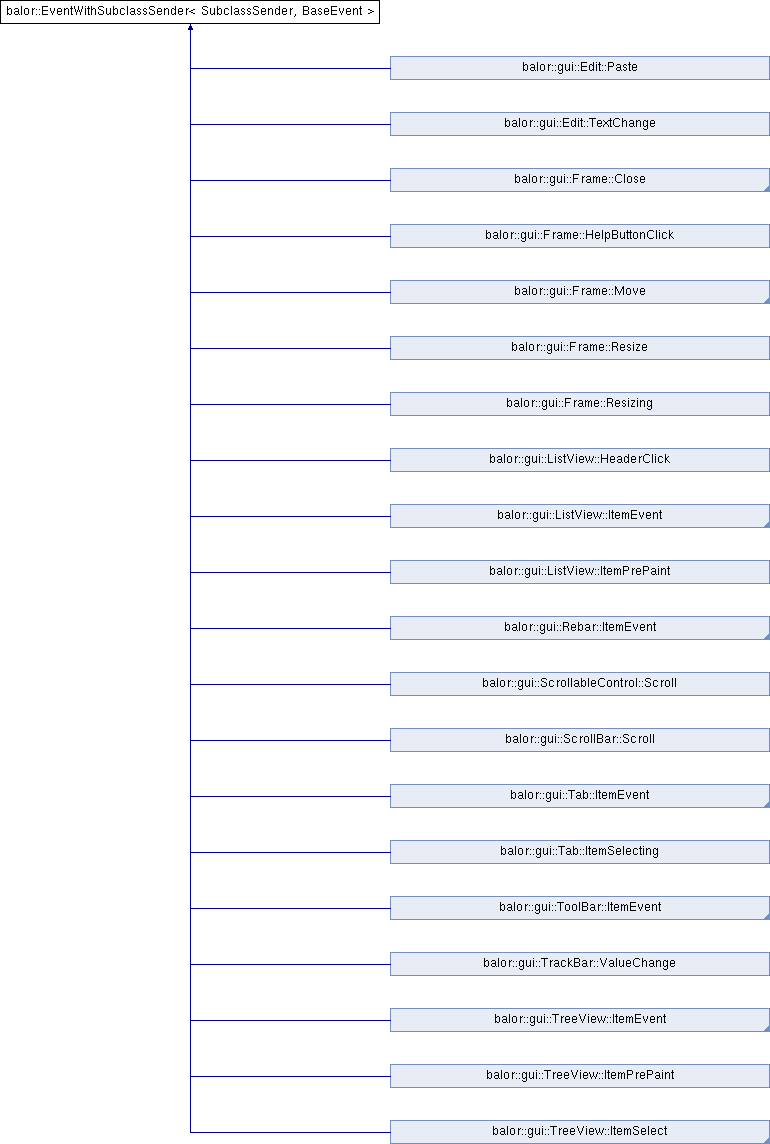 balor::EventWithSubclassSender< SubclassSender, BaseEvent >
balor::gui::Edit::Paste
balor::gui::Edit::TextChange
balor::gui::Frame::Close
balor::gui::Frame::HelpButtonClick
balor::gui::Frame::Move
balor::gui::Frame::Resize
balor::gui::Frame::Resizing
balor::gui::ListView::HeaderClick
balor::gui::ListView::ItemEvent
balor::gui::ListView::ItemPrePaint
balor::gui::Rebar::ItemEvent
balor::gui::ScrollableControl::Scroll
balor::gui::ScrollBar::Scroll
balor::gui::Tab::ItemEvent
balor::gui::Tab::ItemSelecting
balor::gui::ToolBar::ItemEvent
balor::gui::TrackBar::ValueChange
balor::gui::TreeView::ItemEvent
balor::gui::TreeView::ItemPrePaint
balor::gui::TreeView::ItemSelect